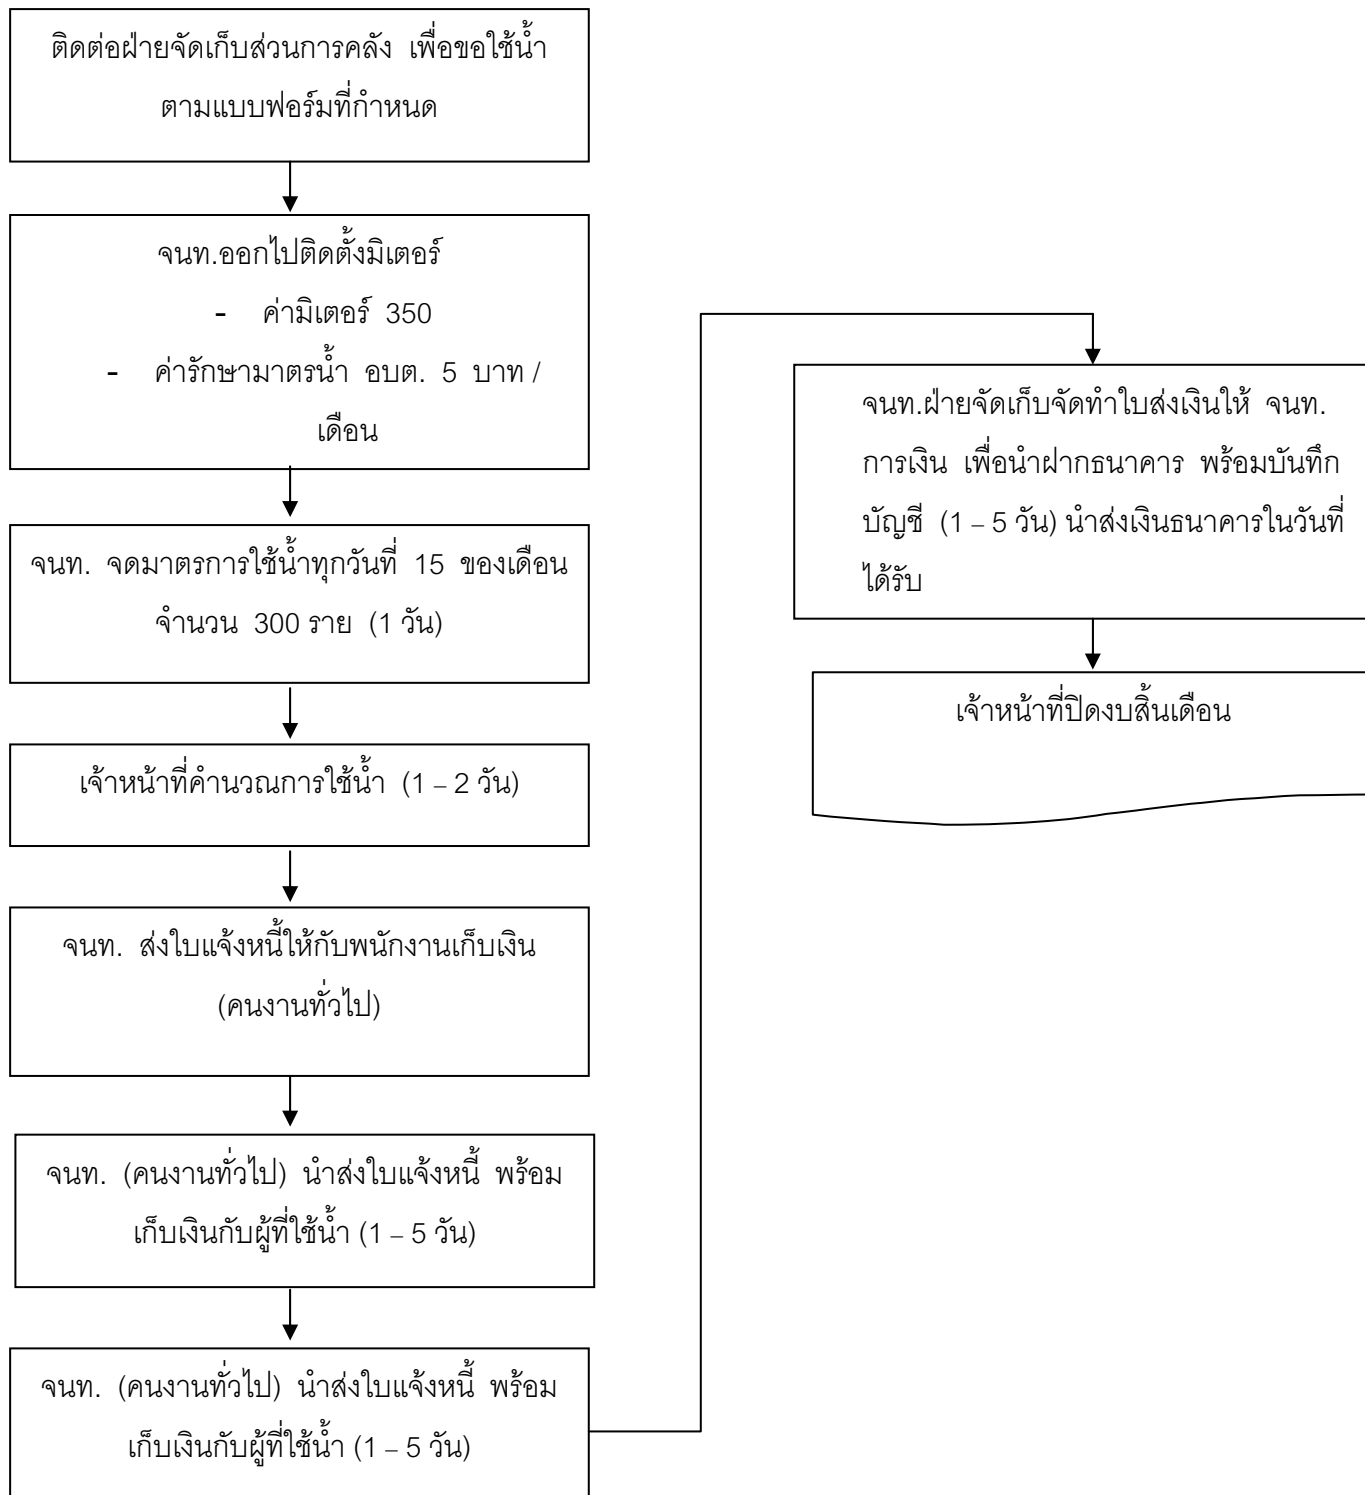 ติดต่อฝ่ายจัดเก็บส่วนการคลัง เพื่อขอใช้น้ำ
ตามแบบฟอร์มที่กำหนด
จนท.ออกไปติดตั้งมิเตอร์
- ค่ามิเตอร์ 350
- ค่ารักษามาตรน้ำ อบต. 5 บาท /
เดือน
จนท. จดมาตรการใช้น้ำทุกวันที่ 15 ของเดือน
จำนวน 300 ราย (1 วัน)
เจ้าหน้าที่คำนวณการใช้น้ำ (1 – 2 วัน)
จนท. ส่งใบแจ้งหนี้ให้กับพนักงานเก็บเงิน
(คนงานทั่วไป)
จนท. (คนงานทั่วไป) นำส่งใบแจ้งหนี้ พร้อม
เก็บเงินกับผู้ที่ใช้น้ำ (1 – 5 วัน)
จนท. (คนงานทั่วไป) นำส่งใบแจ้งหนี้ พร้อม
เก็บเงินกับผู้ที่ใช้น้ำ (1 – 5 วัน)
จนท.ฝ่ายจัดเก็บจัดทำใบส่งเงินให้ จนท.
การเงิน เพื่อนำฝากธนาคาร พร้อมบันทึก
บัญชี (1 – 5 วัน) นำส่งเงินธนาคารในวันที่
ได้รับ
เจ้าหน้าที่ปิดงบสิ้นเดือน